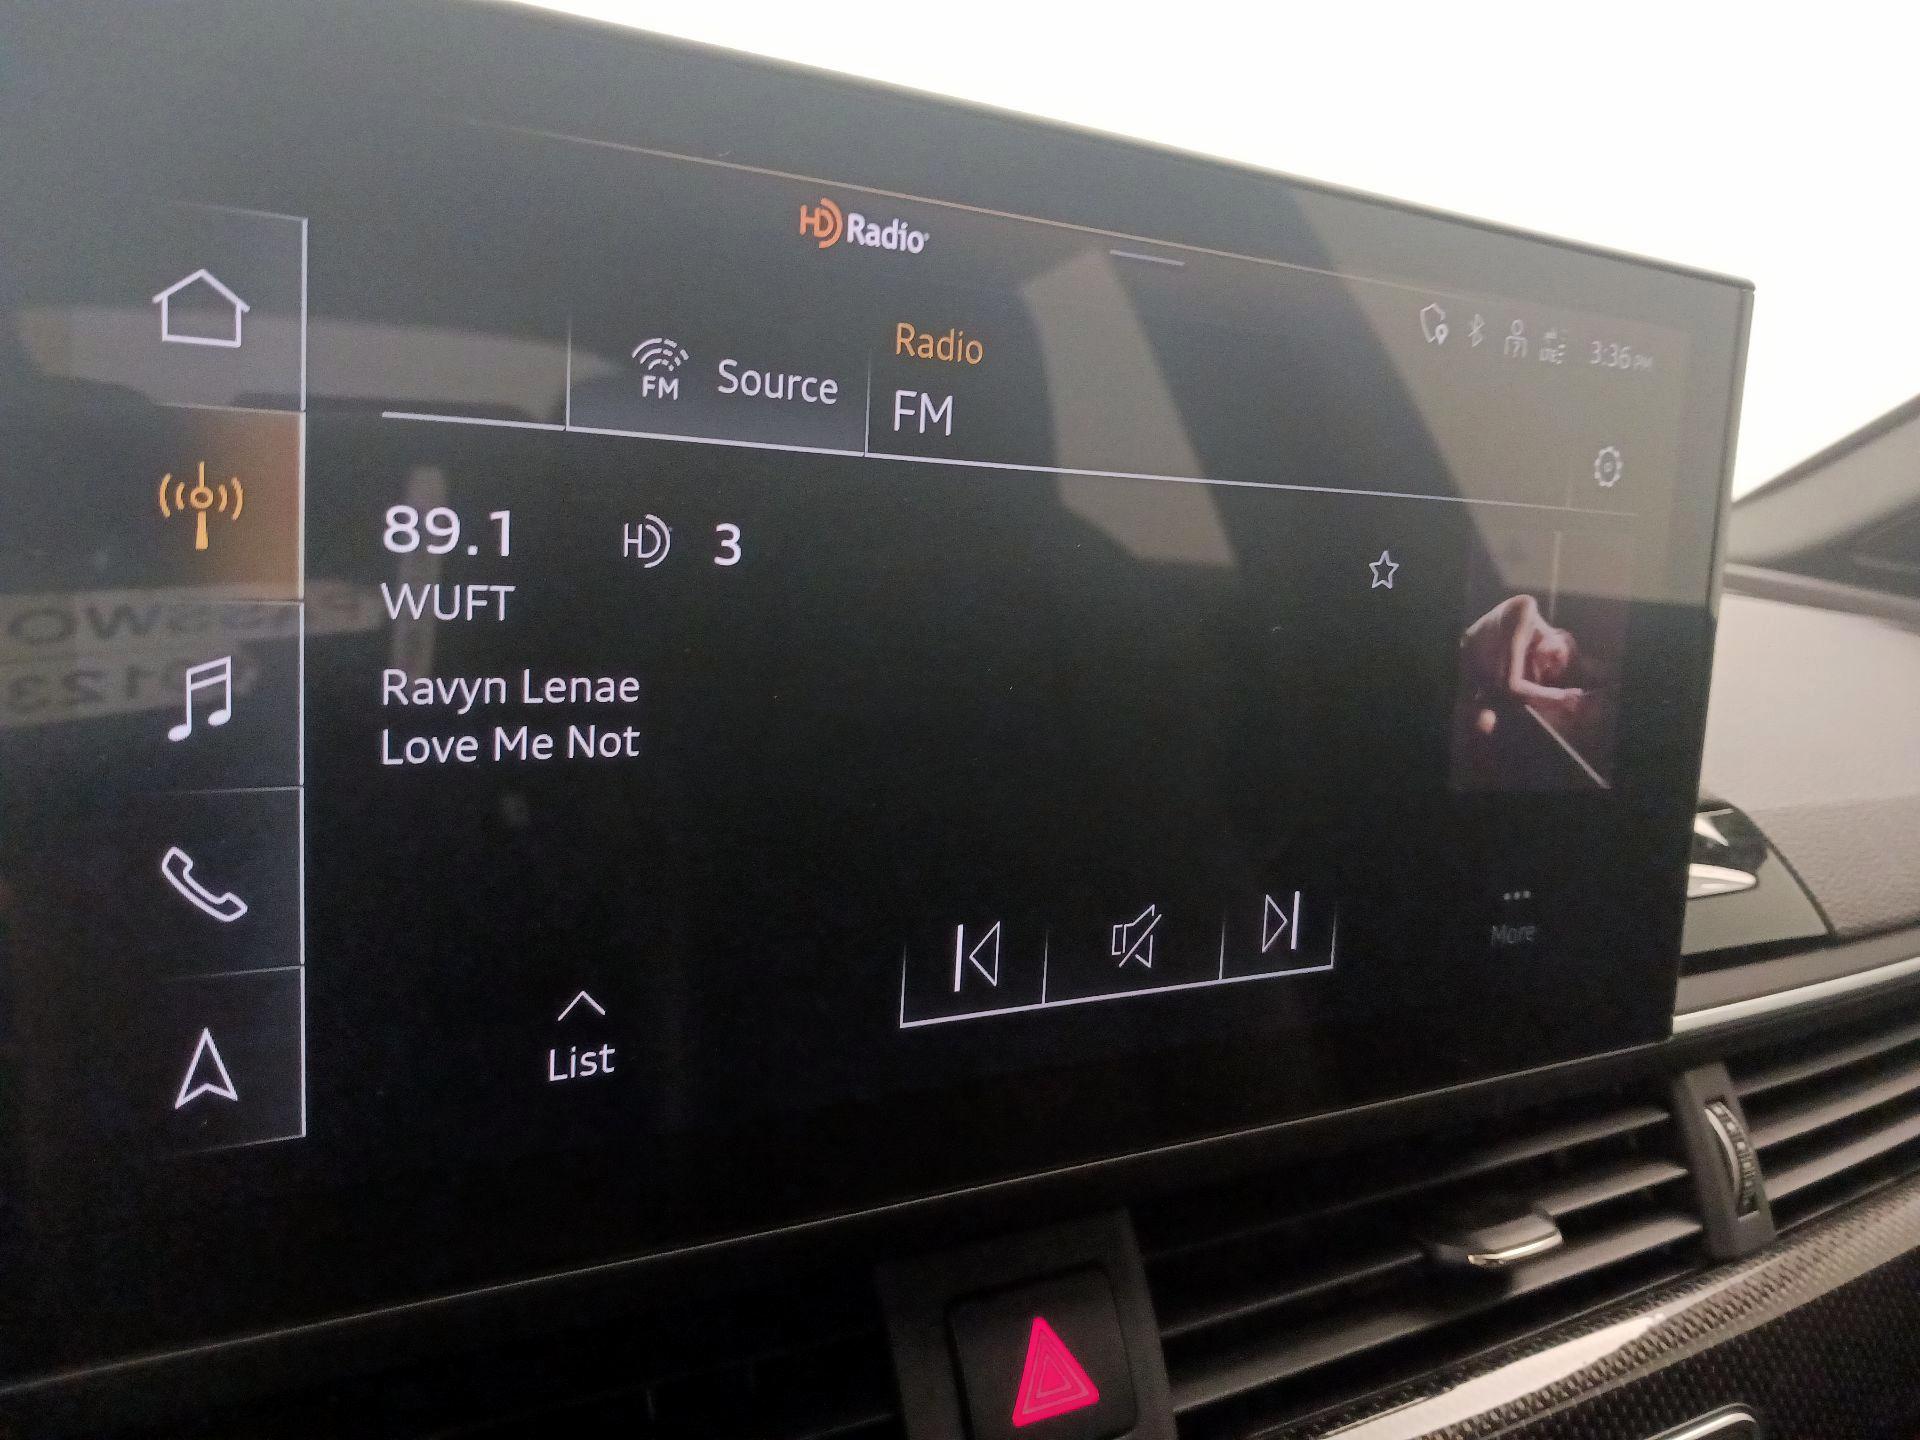 HD Radio
3:36 PM
FM Source
Radio
FM
89.1 HD 3
WUFT
Ravyn Lenae
Love Me Not
More
List